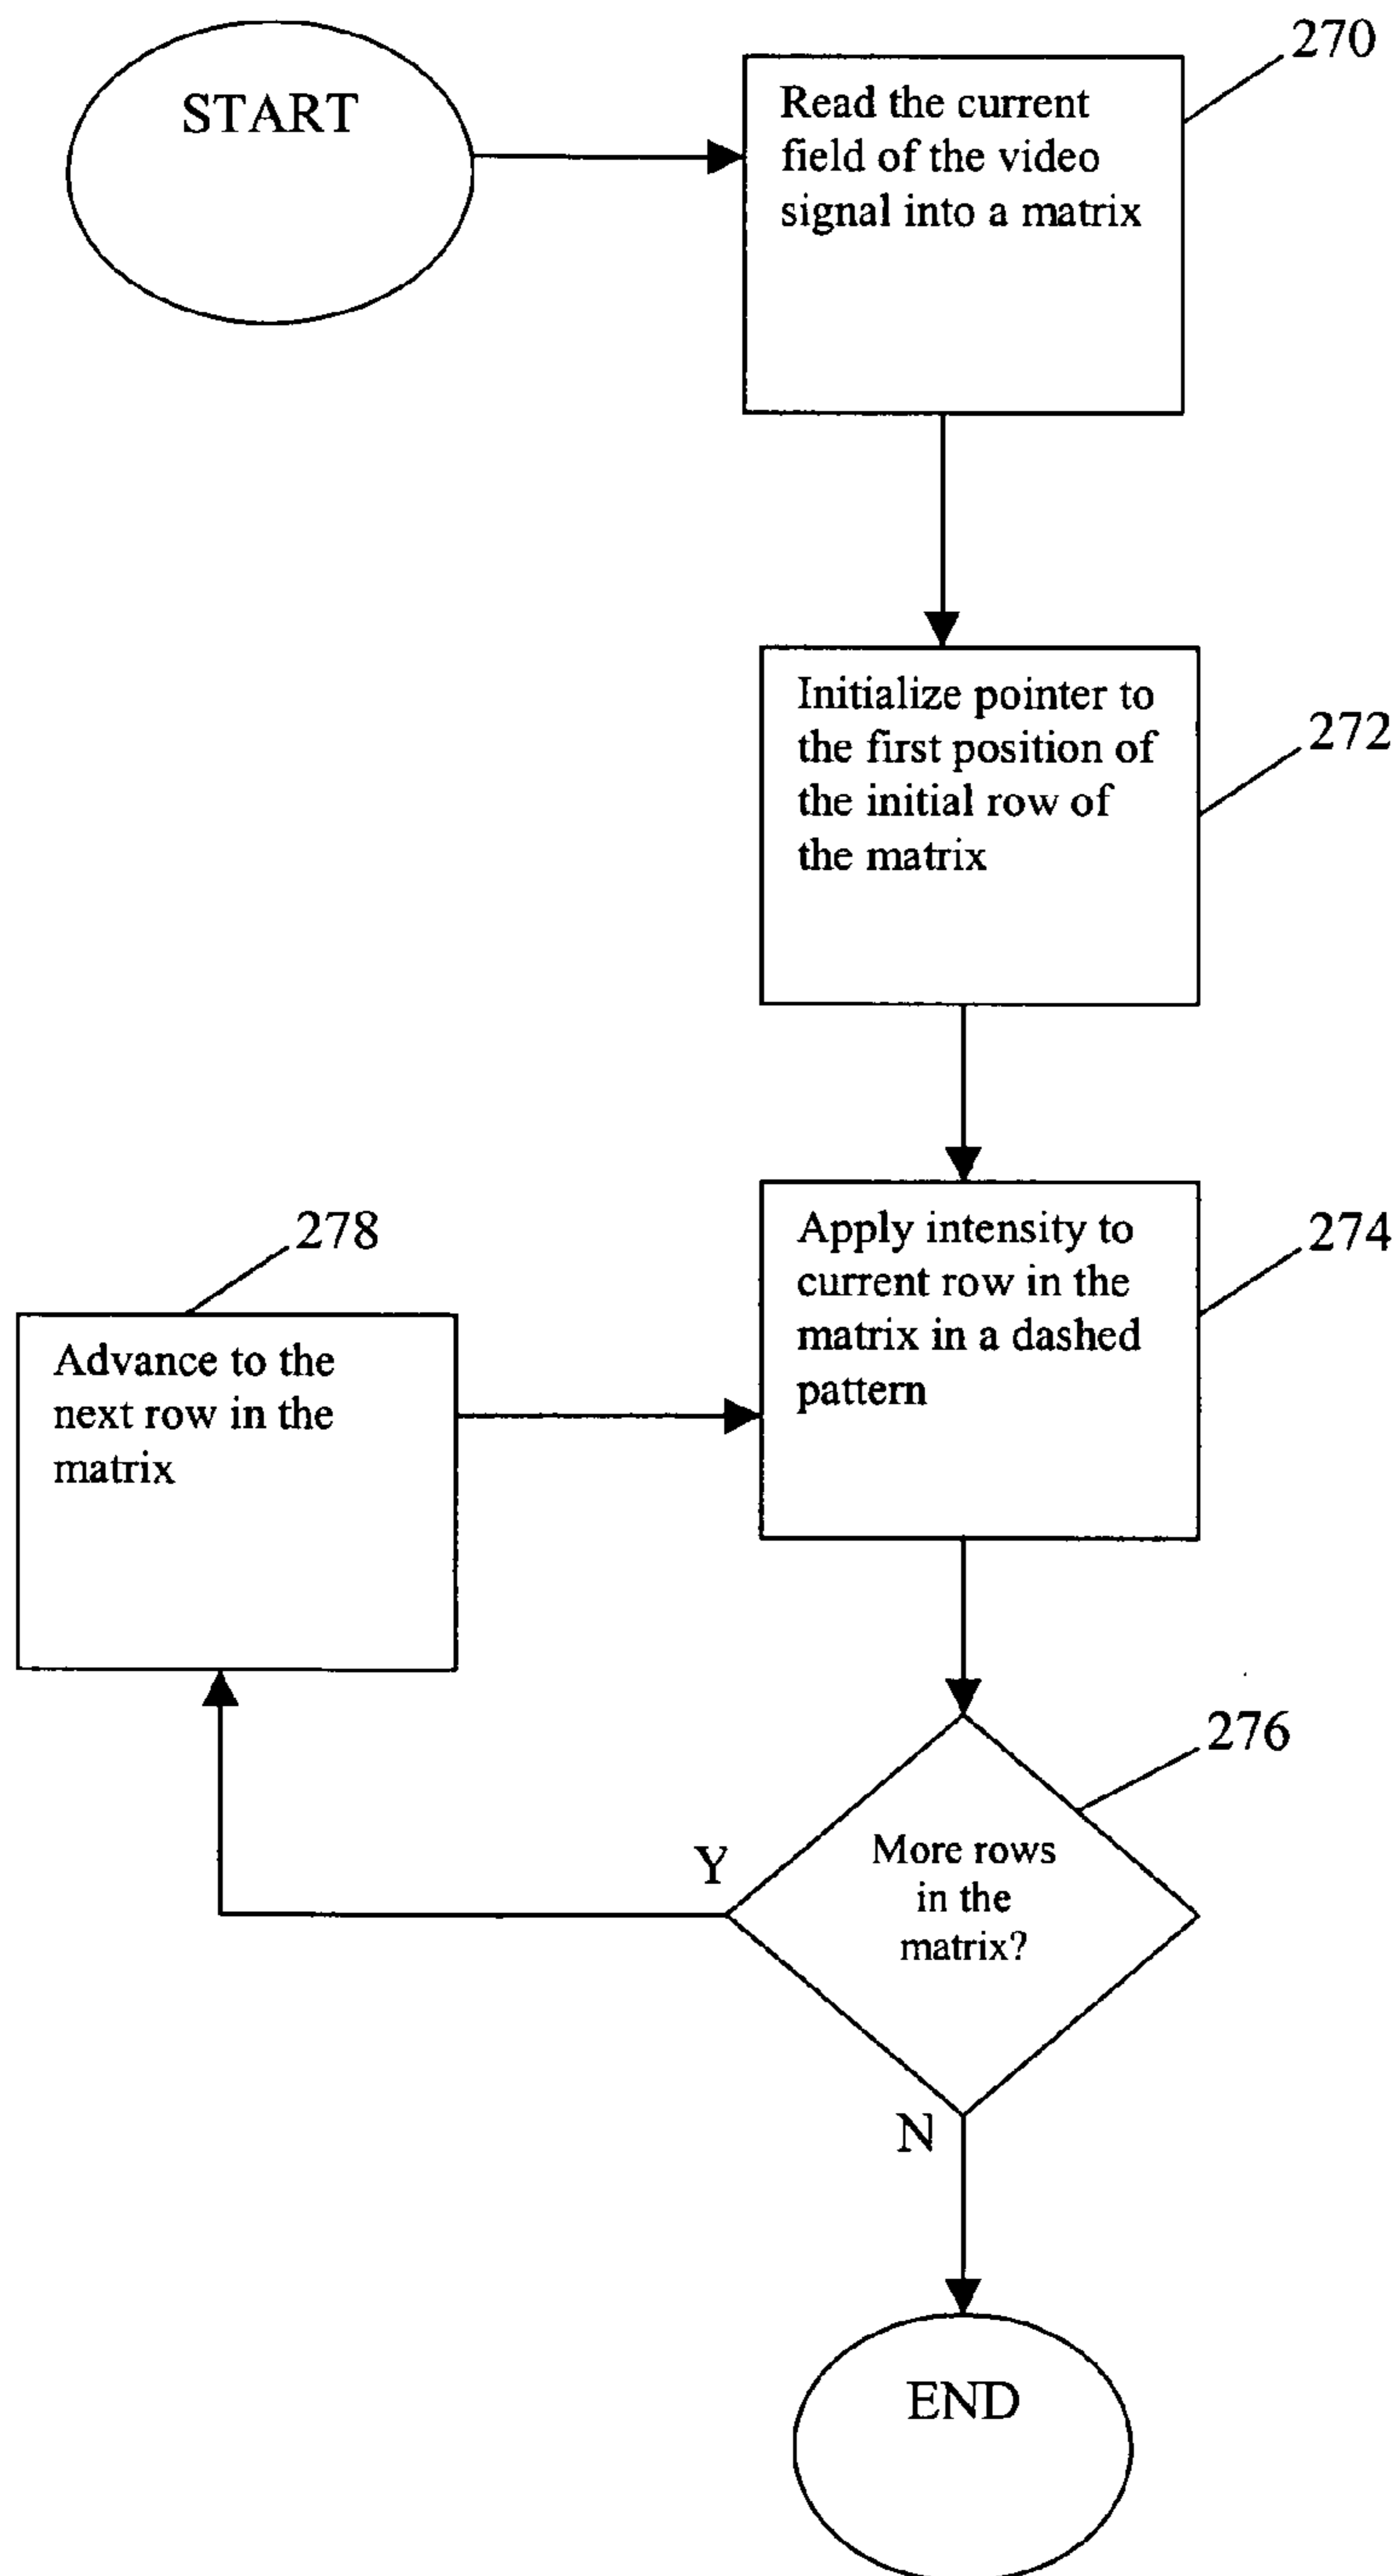 START
270
Read the current
field of the video
signal into a matrix
272
Initialize pointer to
the first position of
the initial row of
the matrix
274
Apply intensity to
current row in the
matrix in a dashed
pattern
278
Advance to the
next row in the
matrix
276
More rows
in the
matrix?
Y
N
END